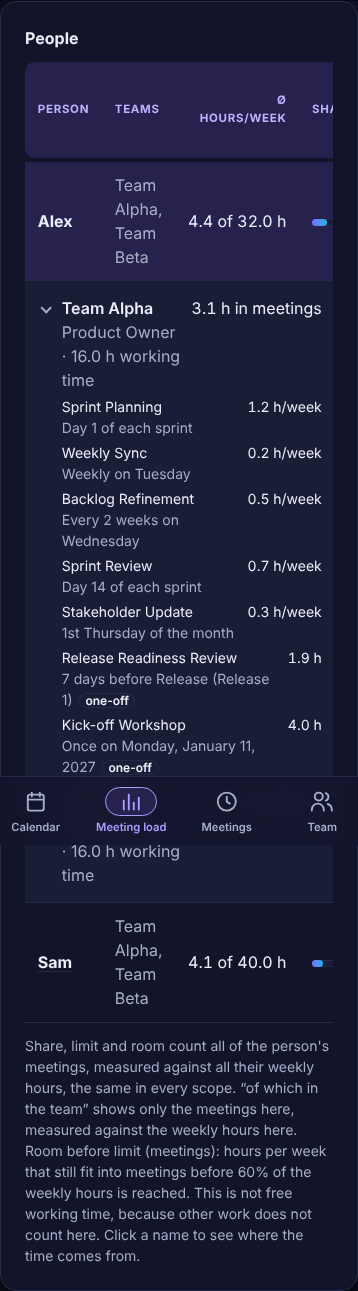 People
PERSON TEAMS Ø
HOURS/WEEK
Alex
Team
Alpha,
Team
Beta
4.4 of 32.0 h
Team Alpha 3.1 h in meetings
Product Owner
· 16.0 h working
time
Sprint Planning 1.2 h/week
Day 1 of each sprint
Weekly Sync 0.2 h/week
Weekly on Tuesday
Backlog Refinement 0.5 h/week
Every 2 weeks on
Wednesday
Sprint Review 0.7 h/week
Day 14 of each sprint
Stakeholder Update 0.3 h/week
1st Thursday of the month
Release Readiness Review 1.9 h
7 days before Release (Release
1) one-off
Kick-off Workshop 4.0 h
Once on Monday, January 11,
2027 one-off
Calendar Meeting load Meetings Team
· 16.0 h working
time
Sam
Team
Alpha,
Team
Beta
4.1 of 40.0 h
Share, limit and room count all of the person's
meetings, measured against all their weekly
hours, the same in every scope. “of which in
the team” shows only the meetings here,
measured against the weekly hours here.
Room before limit (meetings): hours per week
that still fit into meetings before 60% of the
weekly hours is reached. This is not free
working time, because other work does not
count here. Click a name to see where the
time comes from.